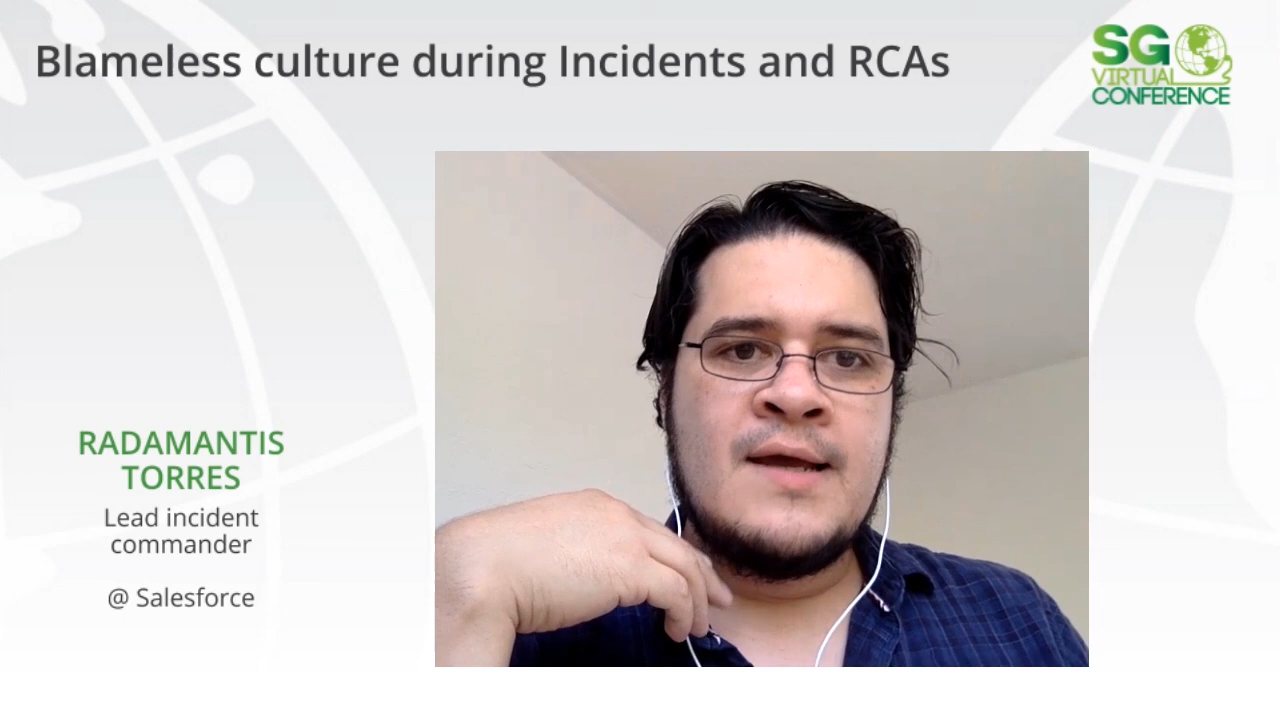 Blameless culture during Incidents and RCAs
SG
VIRTUAL
CONFERENCE
RADAMANTIS
TORRES
Lead incident
commander
@ Salesforce